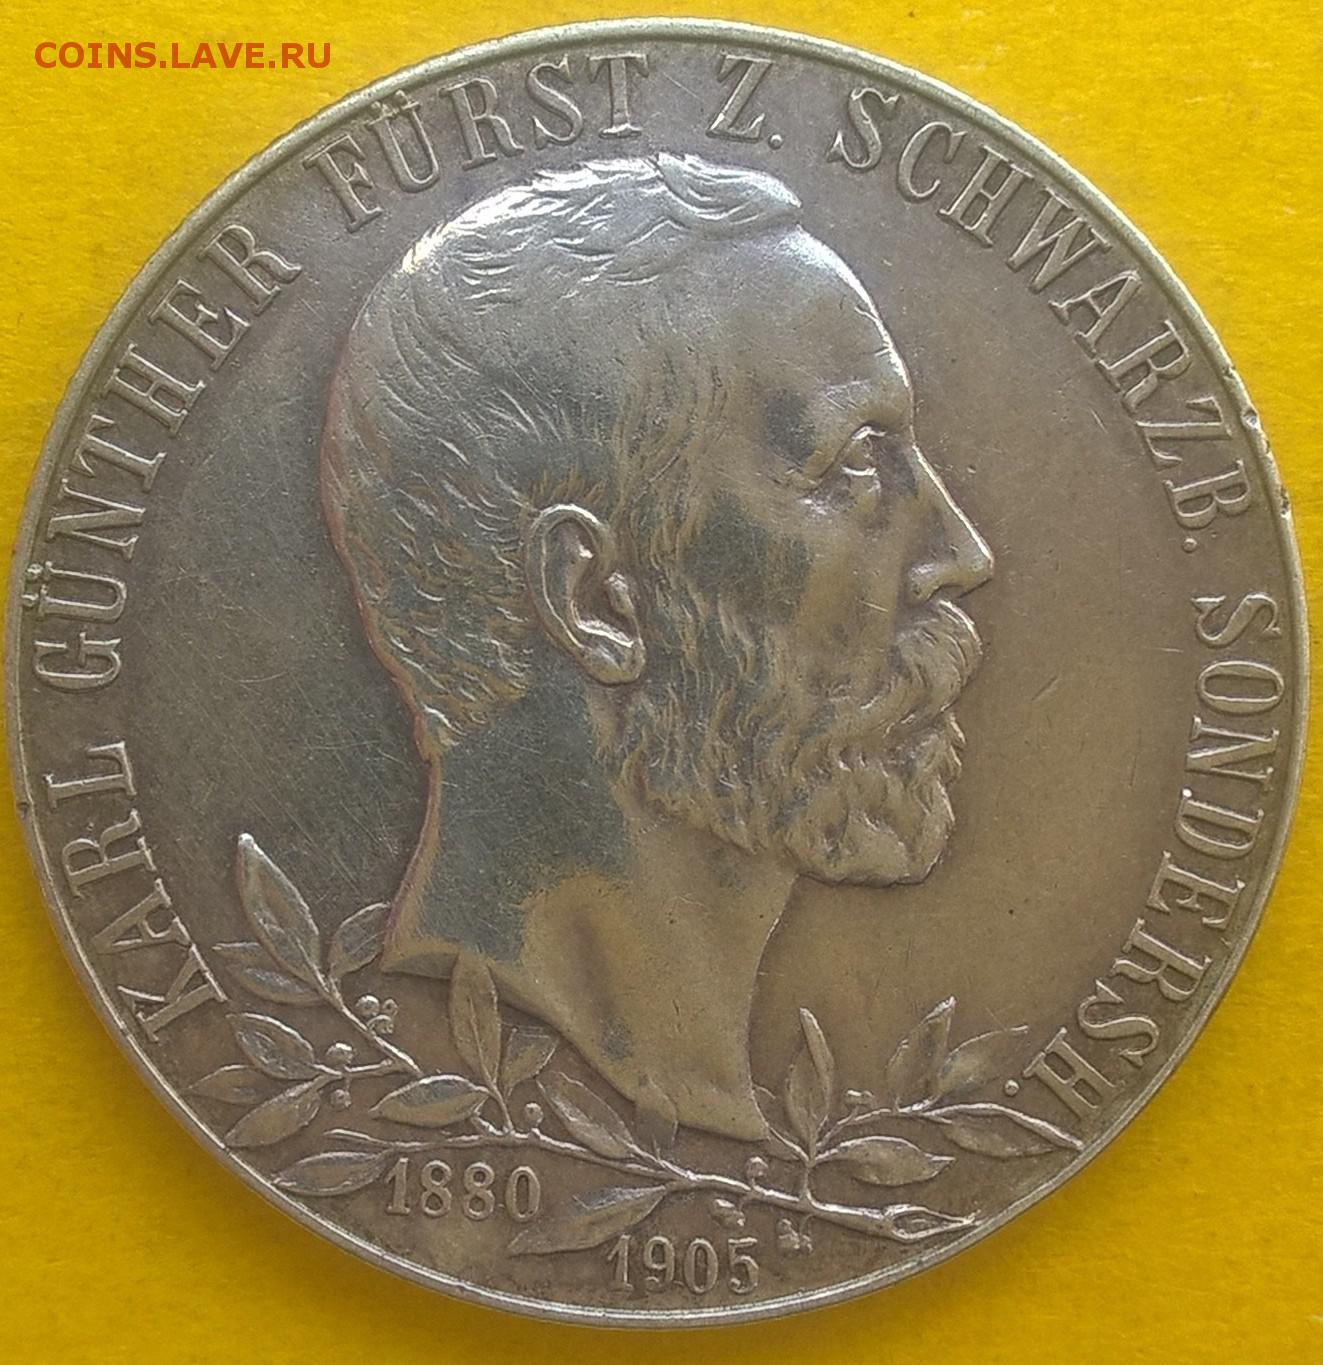 COINS.LAVE.RU
KARL GÜNTHER FÜRST Z. SCHWARZB. SONDERSH.
1880
1905